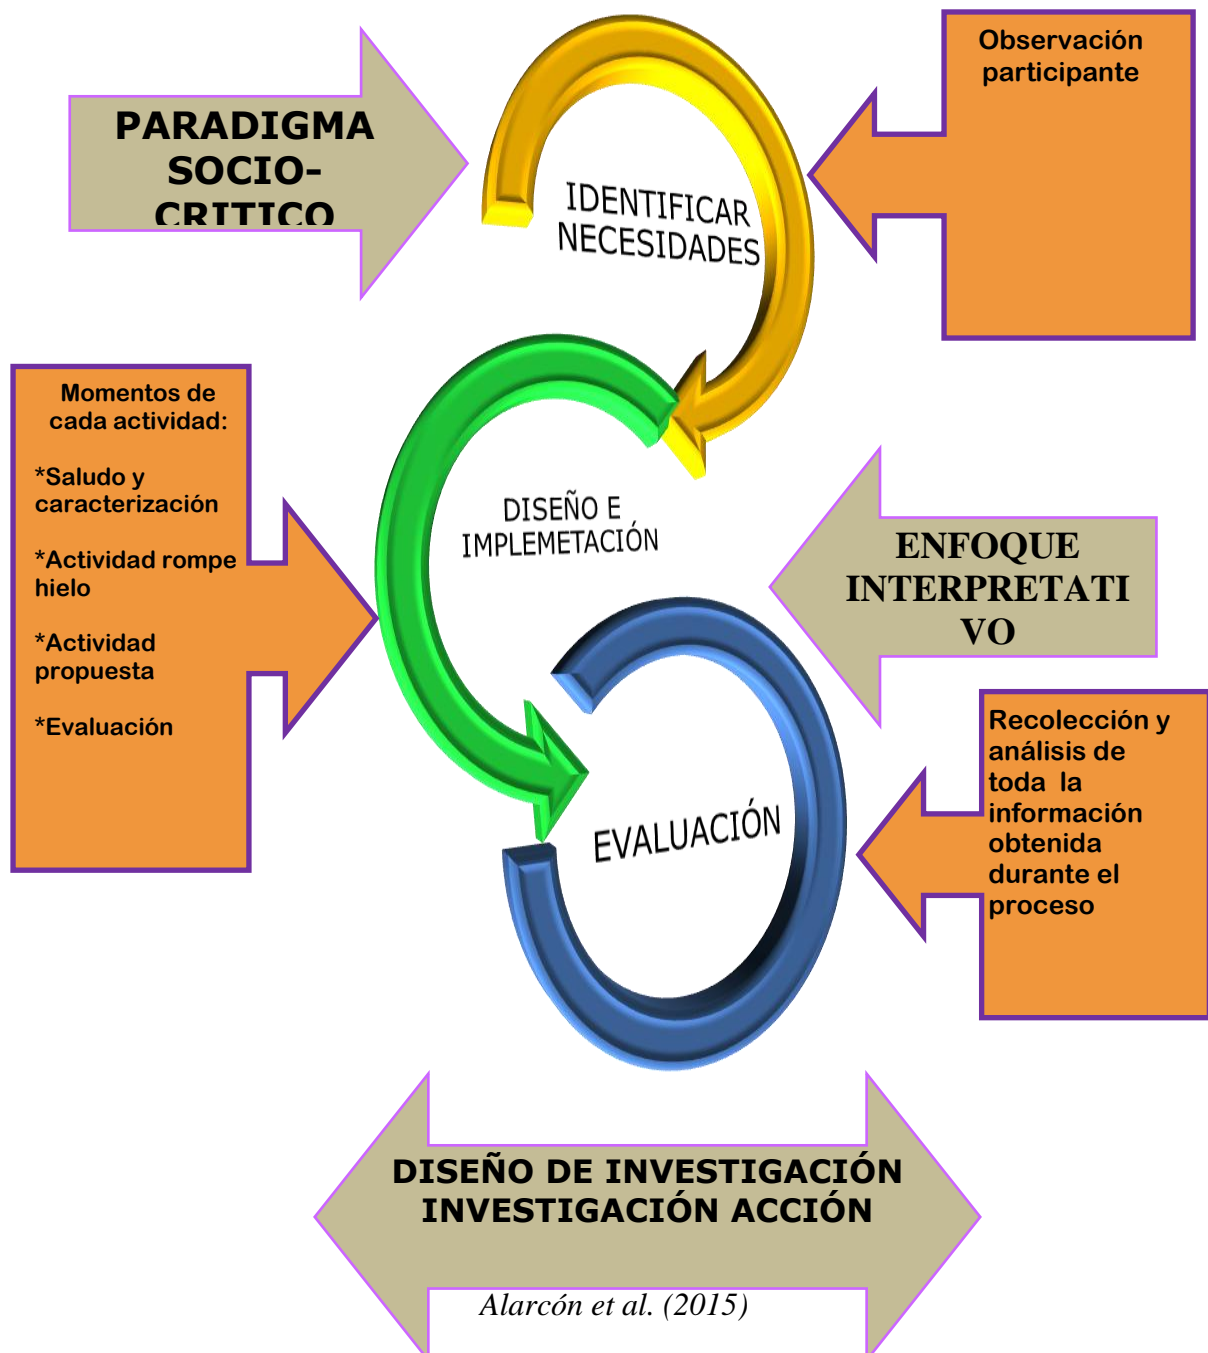 Observación
participante
PARADIGMA
SOCIO-
CRITICO
IDENTIFICAR
NECESIDADES
Momentos de
cada actividad:
*Saludo y
caracterización
*Actividad rompe
hielo
*Actividad
propuesta
*Evaluación
DISEÑO E
IMPLEMETACIÓN
ENFOQUE
INTERPRETATI
VO
Recolección y
análisis de
toda la
información
obtenida
durante el
proceso
EVALUACIÓN
DISEÑO DE INVESTIGACIÓN
INVESTIGACIÓN ACCIÓN
Alarcón et al. (2015)